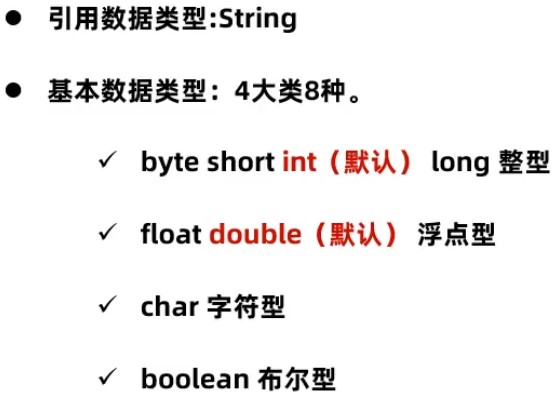 ● 引用数据类型:String
● 基本数据类型：4大类8种。
✓ byte short int（默认） long 整型
✓ float double（默认） 浮点型
✓ char 字符型
✓ boolean 布尔型